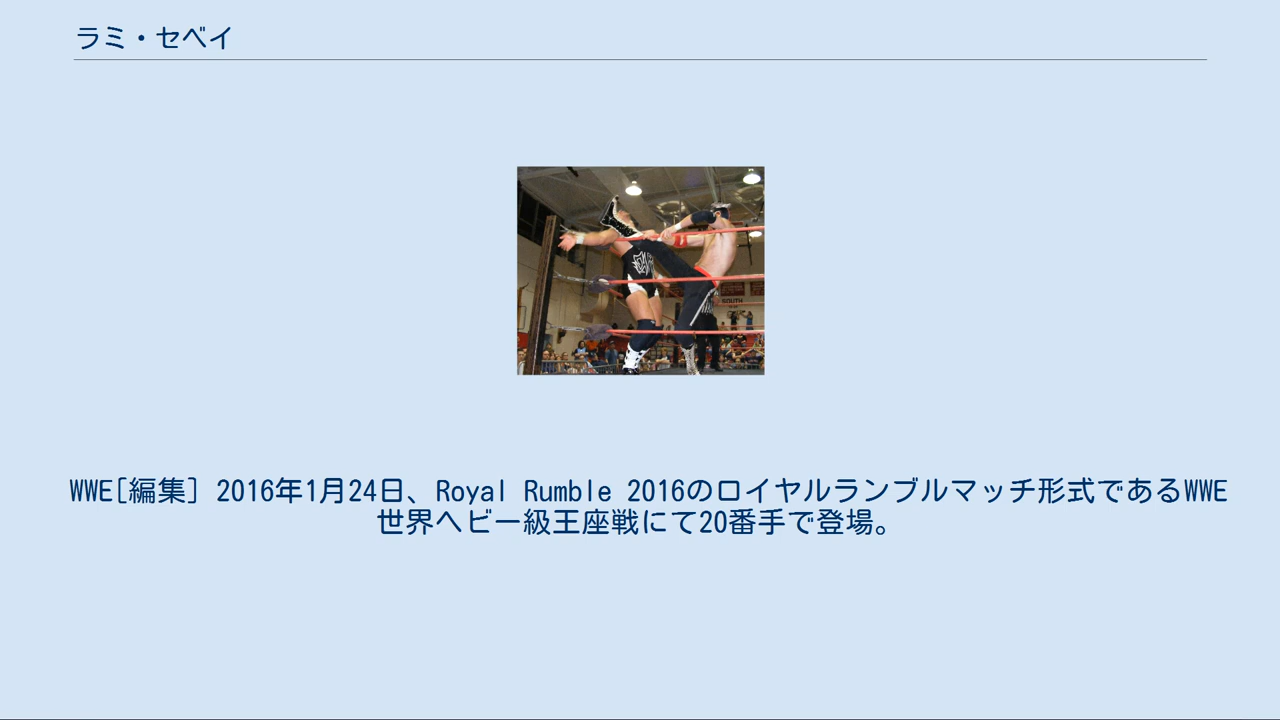 ラミ・セベイ
SOUTH
WWE[編集] 2016年1月24日、Royal Rumble 2016のロイヤルランブルマッチ形式であるWWE
世界ヘビー級王座戦にて20番手で登場。